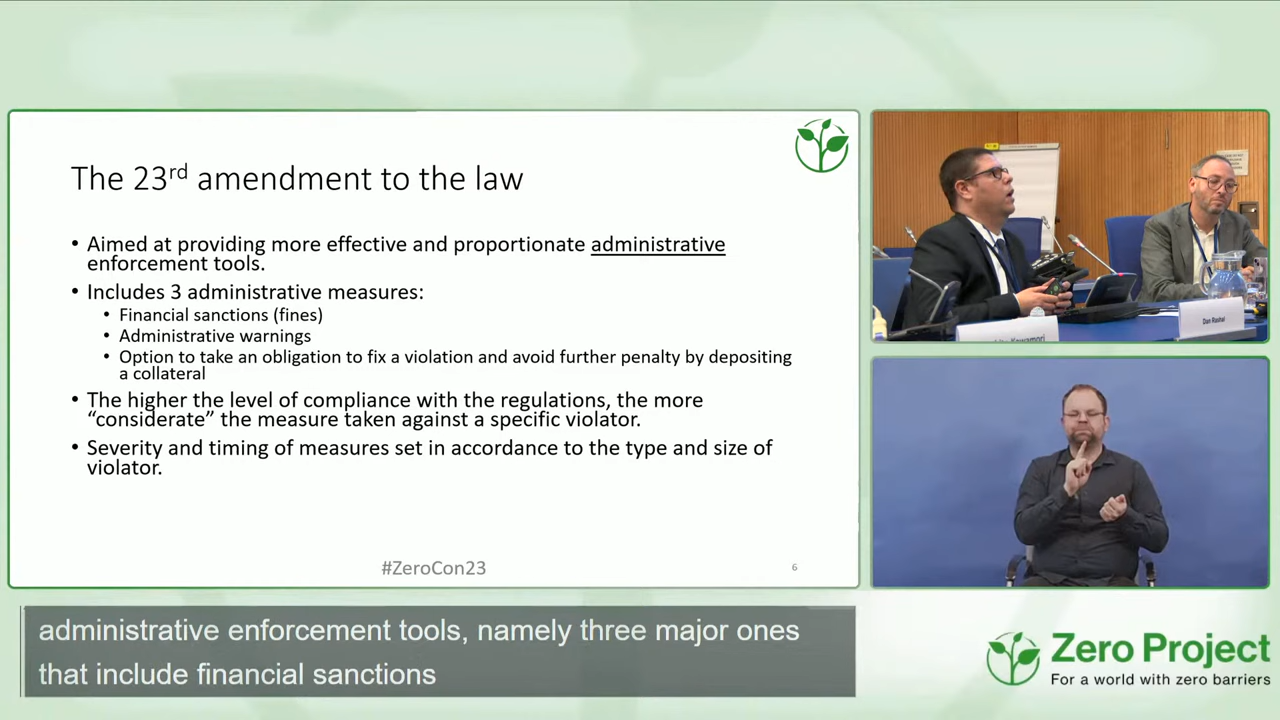 The 23rd amendment to the law
• Aimed at providing more effective and proportionate administrative
enforcement tools.
• Includes 3 administrative measures:
• Financial sanctions (fines)
• Administrative warnings
• Option to take an obligation to fix a violation and avoid further penalty by depositing
a collateral
• The higher the level of compliance with the regulations, the more
“considerate” the measure taken against a specific violator.
• Severity and timing of measures set in accordance to the type and size of
violator.
#ZeroCon23
6
Dan Rashal
administrative enforcement tools, namely three major ones
that include financial sanctions
Zero Project
For a world with zero barriers